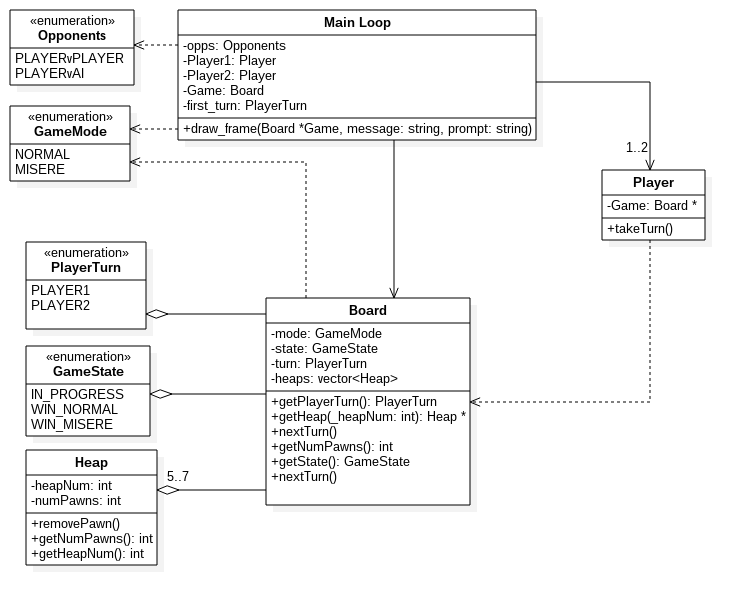 «enumeration»
Opponents
PLAYERvPLAYER
PLAYERvAI
Main Loop
-opps: Opponents
-Player1: Player
-Player2: Player
-Game: Board
-first_turn: PlayerTurn
+draw_frame(Board *Game, message: string, prompt: string)
«enumeration»
GameMode
NORMAL
MISERE
1..2
Player
-Game: Board *
+takeTurn()
«enumeration»
PlayerTurn
PLAYER1
PLAYER2
«enumeration»
GameState
IN_PROGRESS
WIN_NORMAL
WIN_MISERE
Board
-mode: GameMode
-state: GameState
-turn: PlayerTurn
-heaps: vector<Heap>
+getPlayerTurn(): PlayerTurn
+getHeap(_heapNum: int): Heap *
+nextTurn()
+getNumPawns(): int
+getState(): GameState
+nextTurn()
Heap
-heapNum: int
-numPawns: int
+removePawn()
+getNumPawns(): int
+getHeapNum(): int
5..7